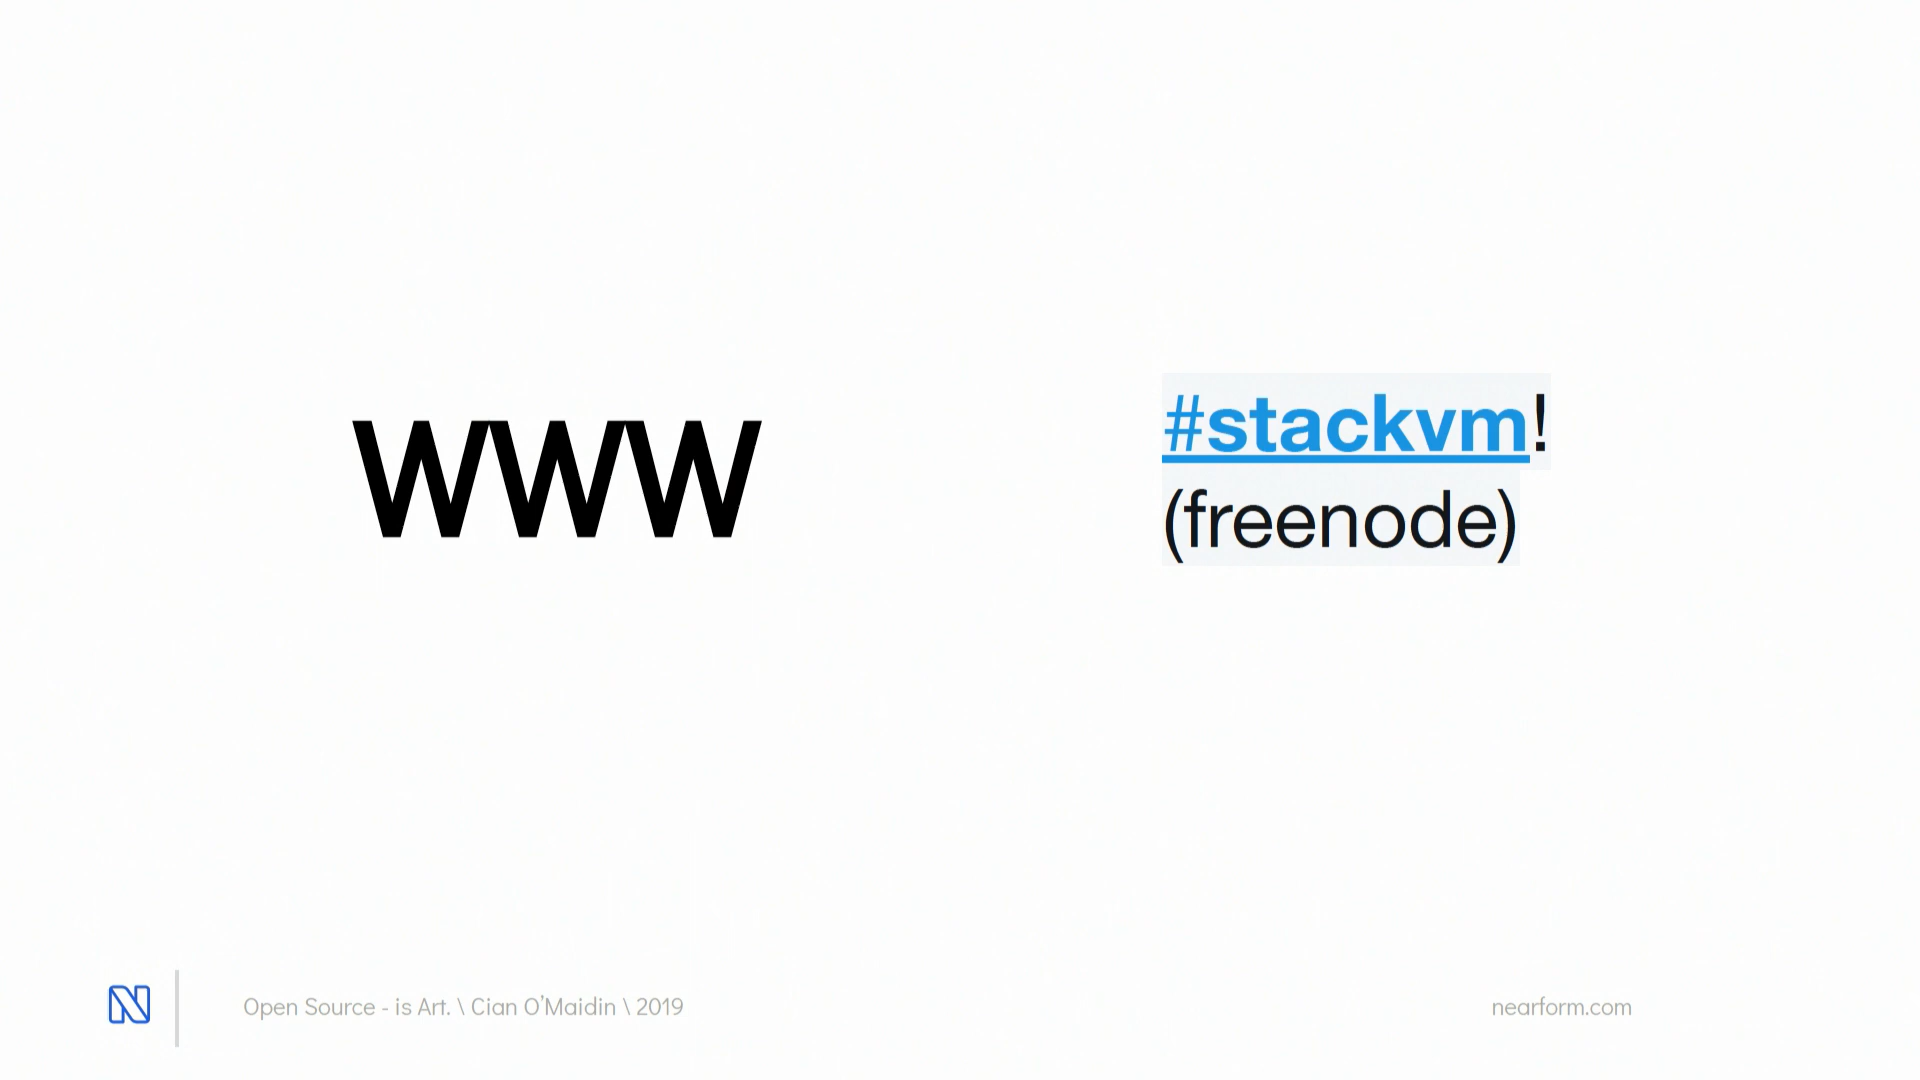 WWW
#stackvm!
(freenode)
Open Source - is Art. \ Cian O'Maidin \ 2019
nearform.com